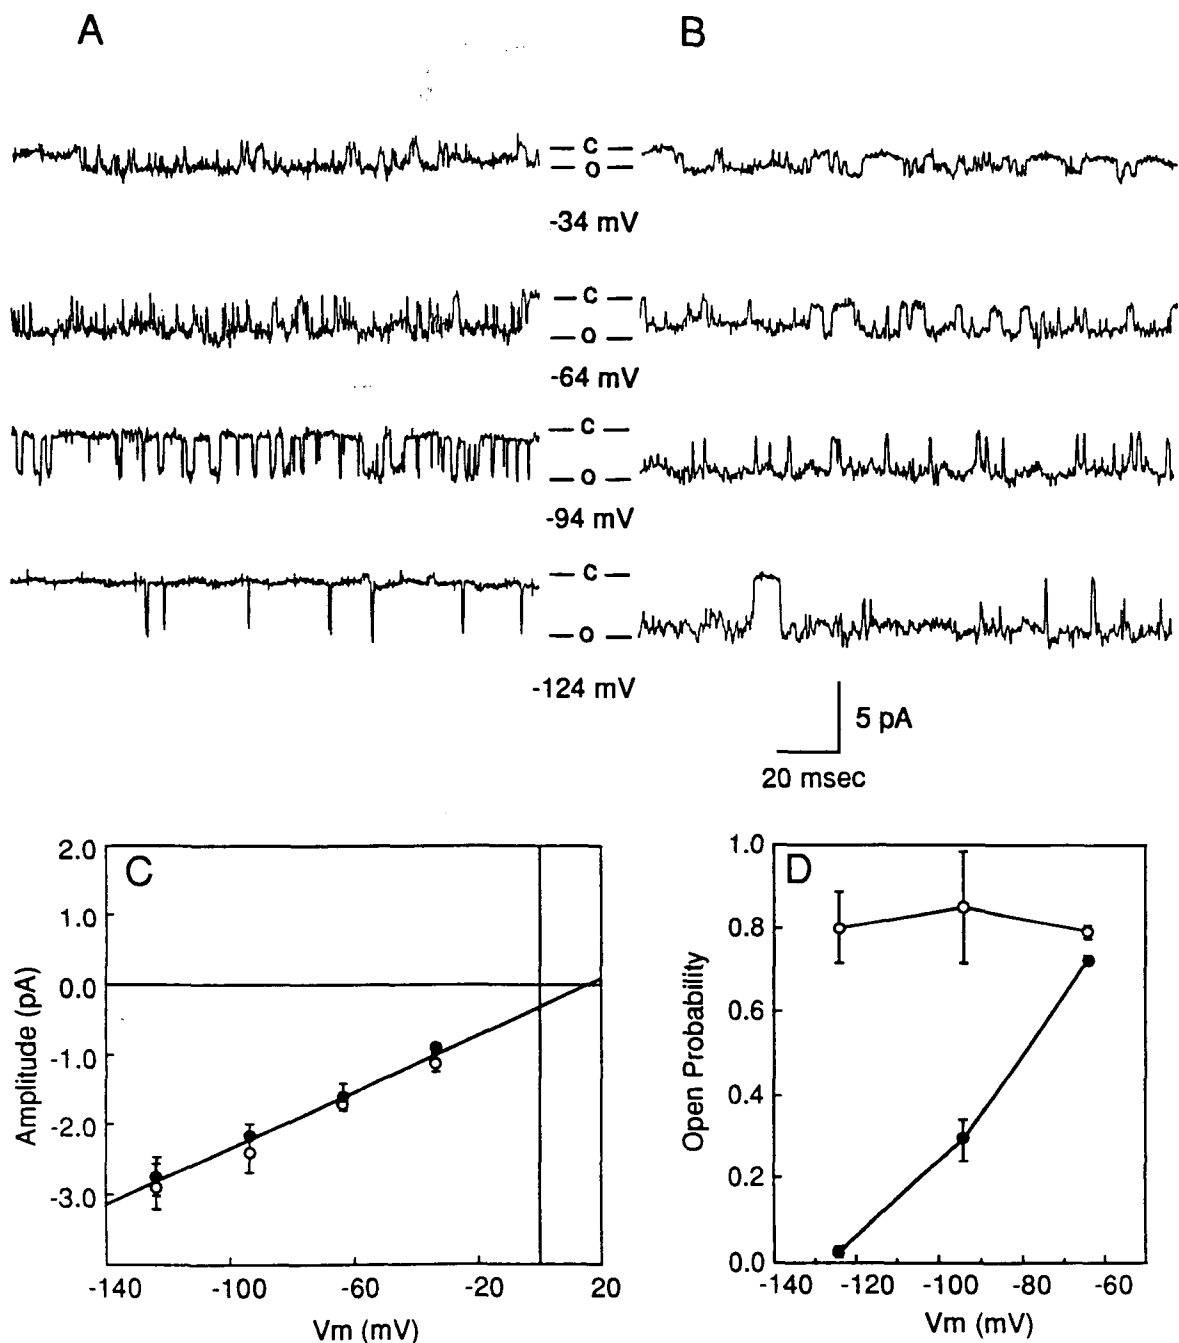 A
B
— C —
— O —
-34 mV
— C —
— O —
-64 mV
— C —
— O —
-94 mV
— C —
— O —
-124 mV
5 pA
20 msec
C
2.0
1.0
0.0
-1.0
-2.0
-3.0
Amplitude (pA)
-140
-100
-60
-20
20
Vm (mV)
D
1.0
0.8
0.6
0.4
0.2
0.0
Open Probability
-140
-120
-100
-80
-60
Vm (mV)